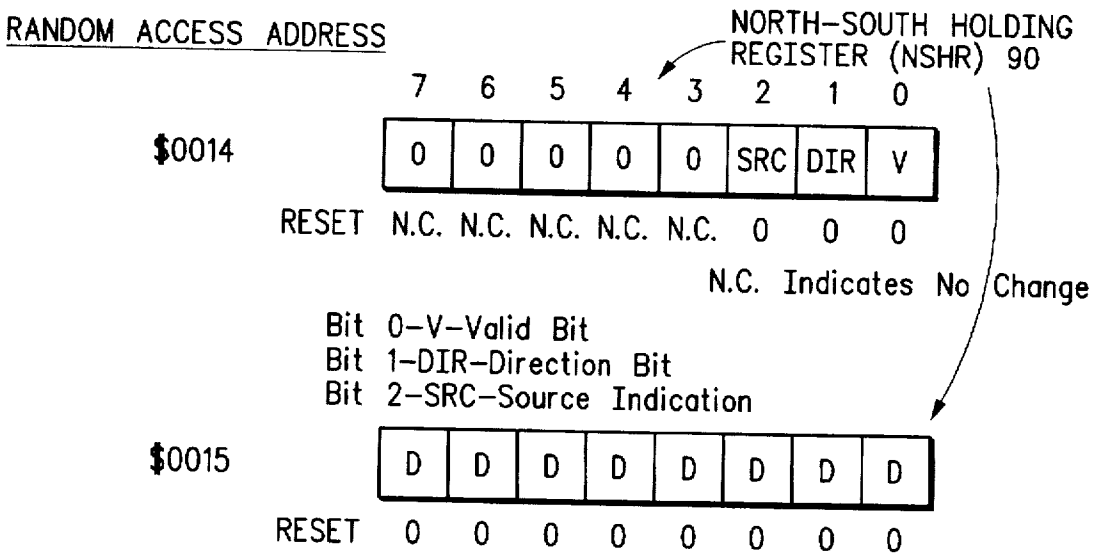 RANDOM ACCESS ADDRESS
NORTH-SOUTH HOLDING
REGISTER (NSHR) 90
7 6 5 4 3 2 1 0
$0014 0 0 0 0 0 SRC DIR V
RESET N.C. N.C. N.C. N.C. N.C. 0 0 0
N.C. Indicates No Change
Bit 0-V-Valid Bit
Bit 1-DIR-Direction Bit
Bit 2-SRC-Source Indication
$0015 D D D D D D D D
RESET 0 0 0 0 0 0 0 0